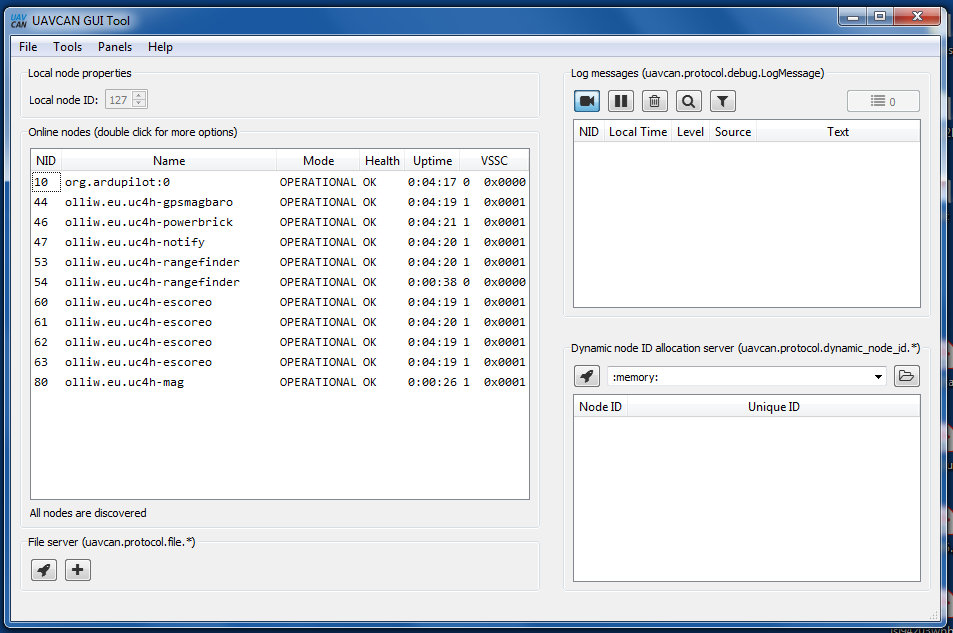 UAV CAN UAVCAN GUI Tool
File Tools Panels Help
Local node properties
Local node ID: 127
Online nodes (double click for more options)
NID Name Mode Health Uptime VSSC
10 org.ardupilot:0 OPERATIONAL OK 0:04:17 0 0x0000
44 olliw.eu.uc4h-gpsmagbaro OPERATIONAL OK 0:04:19 1 0x0001
46 olliw.eu.uc4h-powerbrick OPERATIONAL OK 0:04:21 1 0x0001
47 olliw.eu.uc4h-notify OPERATIONAL OK 0:04:20 1 0x0001
53 olliw.eu.uc4h-rangefinder OPERATIONAL OK 0:04:20 1 0x0001
54 olliw.eu.uc4h-rangefinder OPERATIONAL OK 0:00:38 0 0x0000
60 olliw.eu.uc4h-escoreo OPERATIONAL OK 0:04:19 1 0x0001
61 olliw.eu.uc4h-escoreo OPERATIONAL OK 0:04:20 1 0x0001
62 olliw.eu.uc4h-escoreo OPERATIONAL OK 0:04:19 1 0x0001
63 olliw.eu.uc4h-escoreo OPERATIONAL OK 0:04:19 1 0x0001
80 olliw.eu.uc4h-mag OPERATIONAL OK 0:00:26 1 0x0001
All nodes are discovered
File server (uavcan.protocol.file.*)
Log messages (uavcan.protocol.debug.LogMessage)
0
NID Local Time Level Source Text
Dynamic node ID allocation server (uavcan.protocol.dynamic_node_id.*)
:memory:
Node ID Unique ID